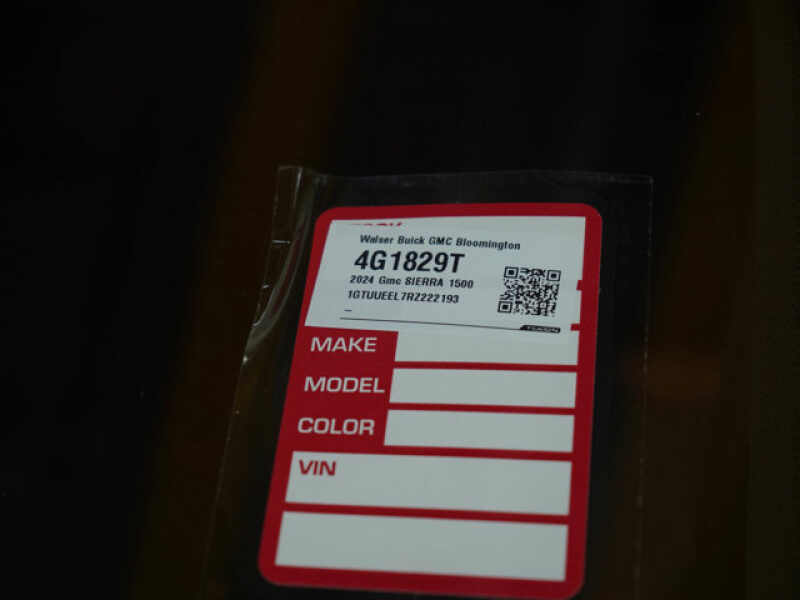 Walser Buick GMC Bloomington
4G1829T
2024 Gmc SIERRA 1500
1GTUUEEL7RZ222193
MAKE
MODEL
COLOR
VIN